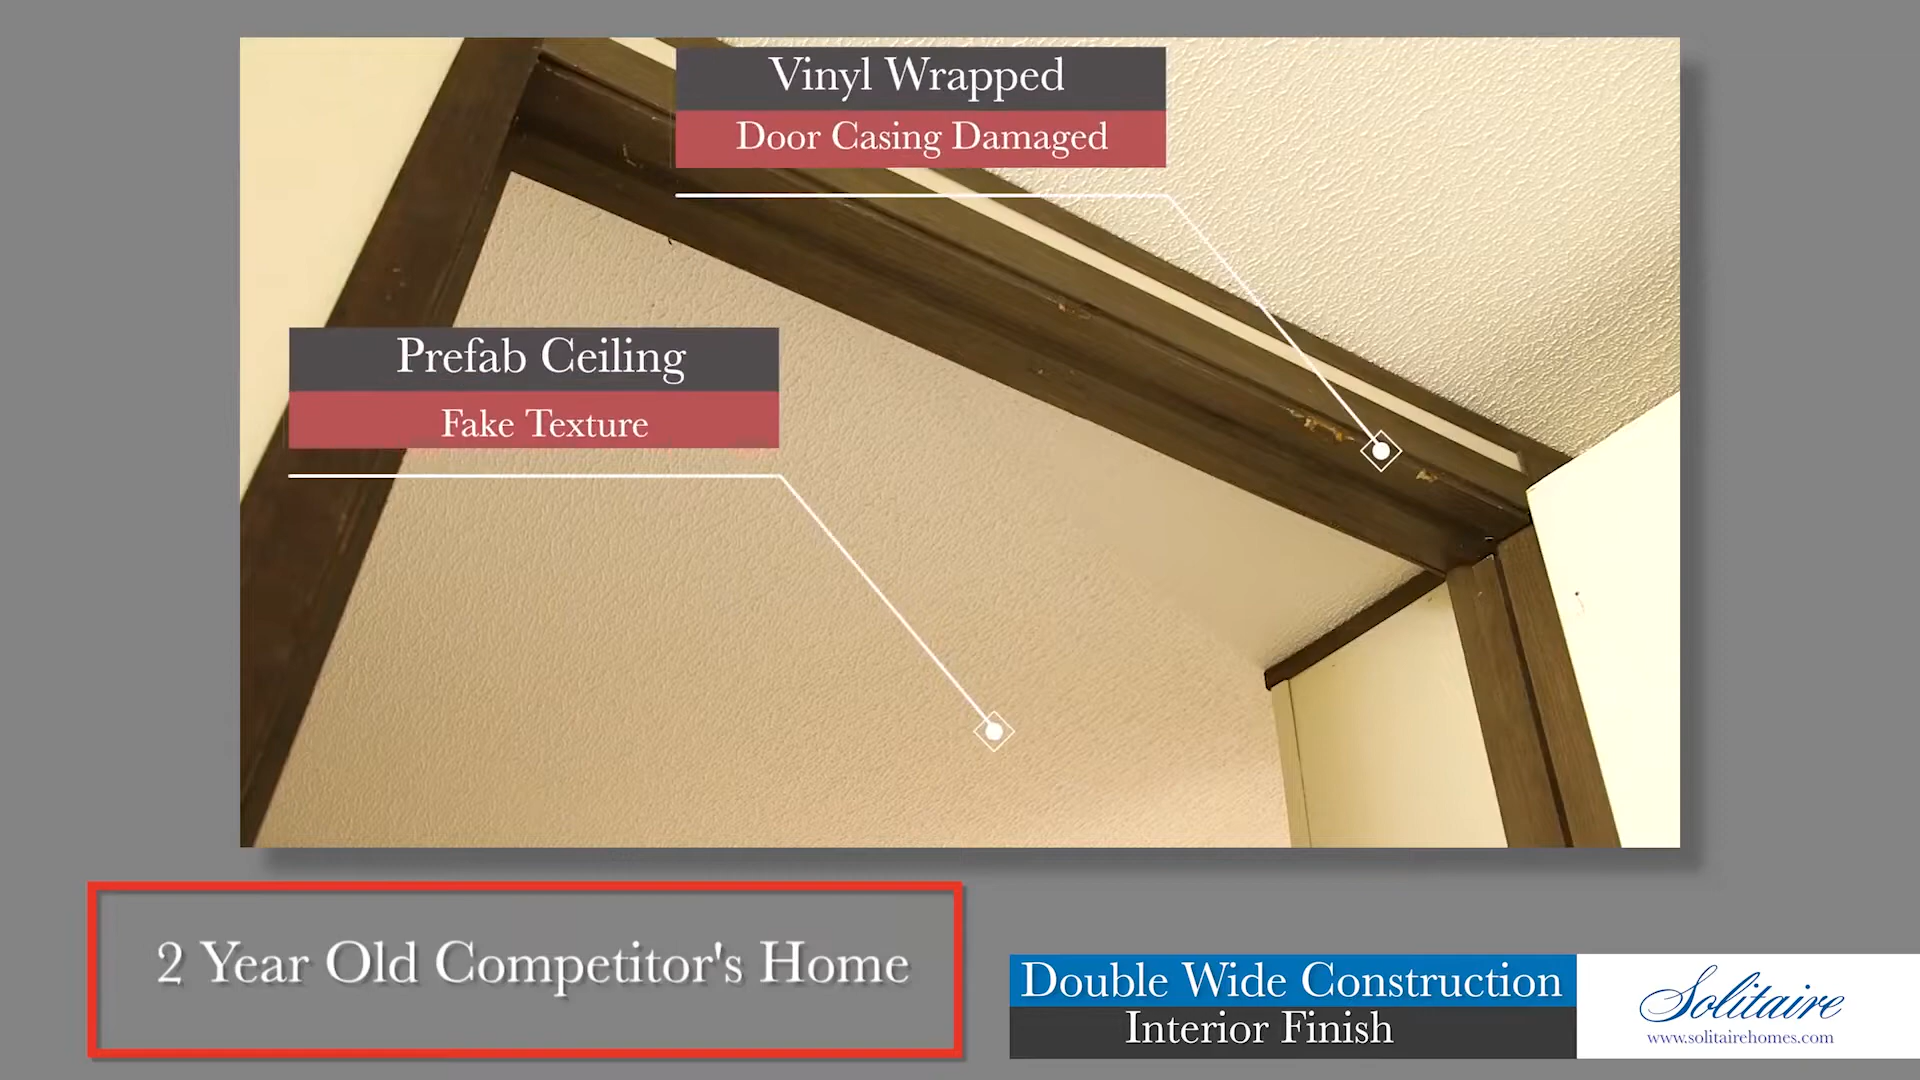 Vinyl Wrapped
Door Casing Damaged
Prefab Ceiling
Fake Texture
2 Year Old Competitor's Home
Double Wide Construction
Interior Finish
Solitaire
www.solitairehomes.com